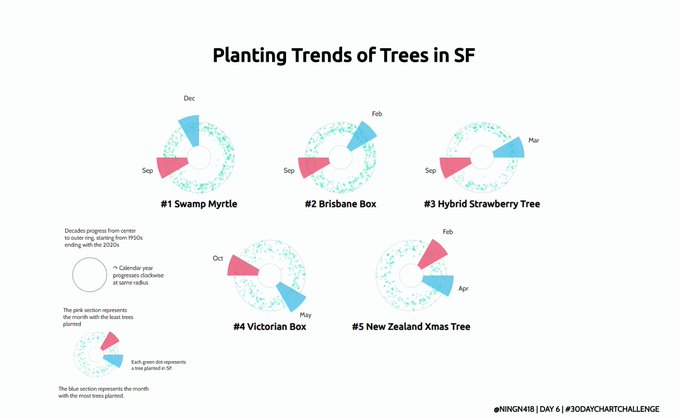 Planting Trends of Trees in SF
Dec
Sep
#1 Swamp Myrtle
Feb
Sep
#2 Brisbane Box
Mar
Sep
#3 Hybrid Strawberry Tree
Oct
May
#4 Victorian Box
Feb
Apr
#5 New Zealand Xmas Tree
Decades progress from center
to outer ring, starting from 1950s
ending with the 2020s
Calendar year
progresses clockwise
at same radius
The pink section represents
the month with the least trees
planted
Each green dot represents
a tree planted in SF.
The blue section represents the month
with the most trees planted.
@NINGN418 | DAY 6 | #30DAYCHARTCHALLENGE